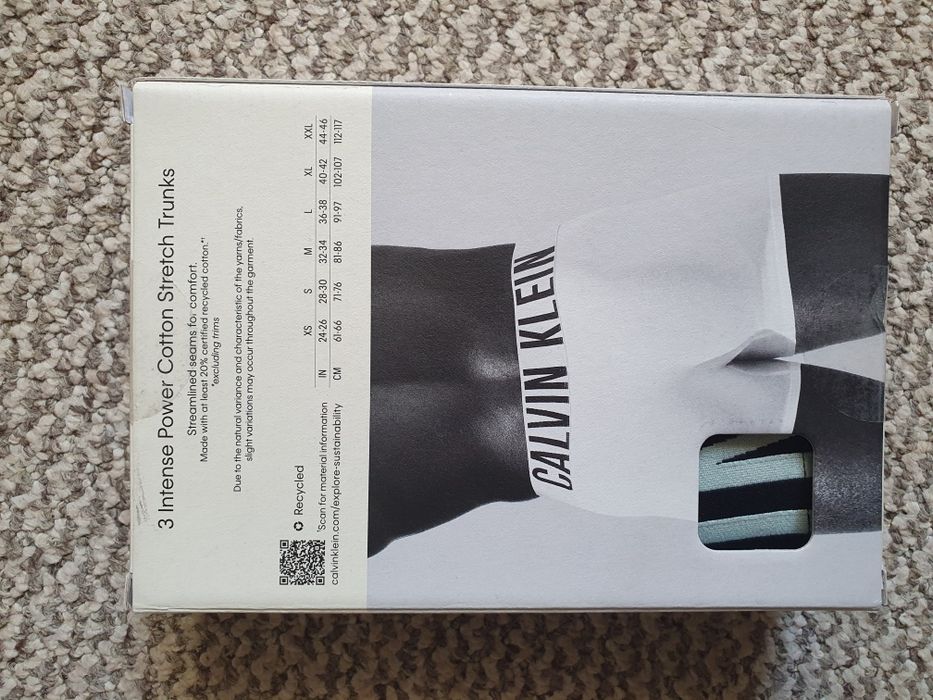 3 Intense Power Cotton Stretch Trunks
Streamlined seams for comfort.
Made with at least 20% certified recycled cotton.*¹
*excluding trims
Due to the natural variance and characteristic of the yarns/fabrics,
slight variations may occur throughout the garment.
♻ Recycled
¹Scan for material information
calvinklein.com/explore-sustainability
XS S M L XL XXL
IN 24-26 28-30 32-34 36-38 40-42 44-46
CM 61-66 71-76 81-86 91-97 102-107 112-117
CALVIN KLEIN